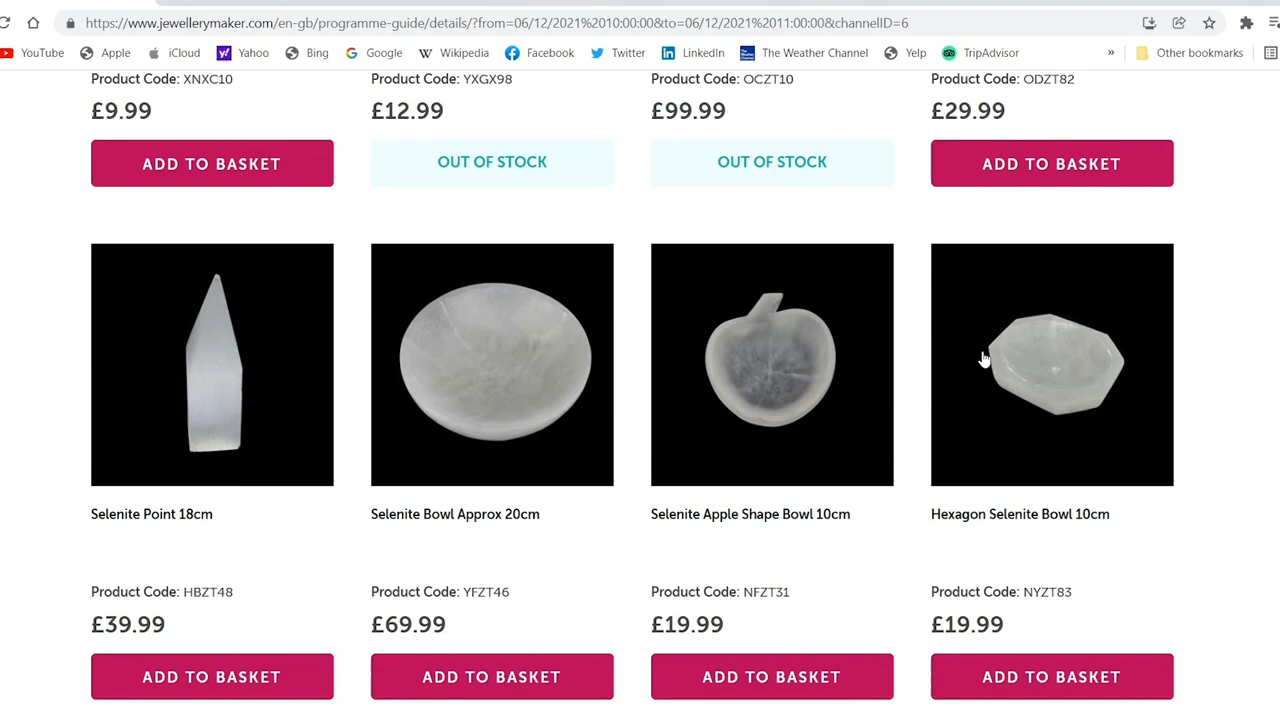 https://www.jewellerymaker.com/en-gb/programme-guide/details/?from=06/12/2021%2010:00:00&to=06/12/2021%2011:00:00&channelID=6
YouTube Apple iCloud Yahoo Bing Google Wikipedia Facebook Twitter LinkedIn The Weather Channel Yelp TripAdvisor » Other bookmarks
Product Code: XNXC10 Product Code: YXGX98 Product Code: OCZT10 Product Code: ODZT82
£9.99 £12.99 £99.99 £29.99
ADD TO BASKET OUT OF STOCK OUT OF STOCK ADD TO BASKET
Selenite Point 18cm Selenite Bowl Approx 20cm Selenite Apple Shape Bowl 10cm Hexagon Selenite Bowl 10cm
Product Code: HBZT48 Product Code: YFZT46 Product Code: NFZT31 Product Code: NYZT83
£39.99 £69.99 £19.99 £19.99
ADD TO BASKET ADD TO BASKET ADD TO BASKET ADD TO BASKET